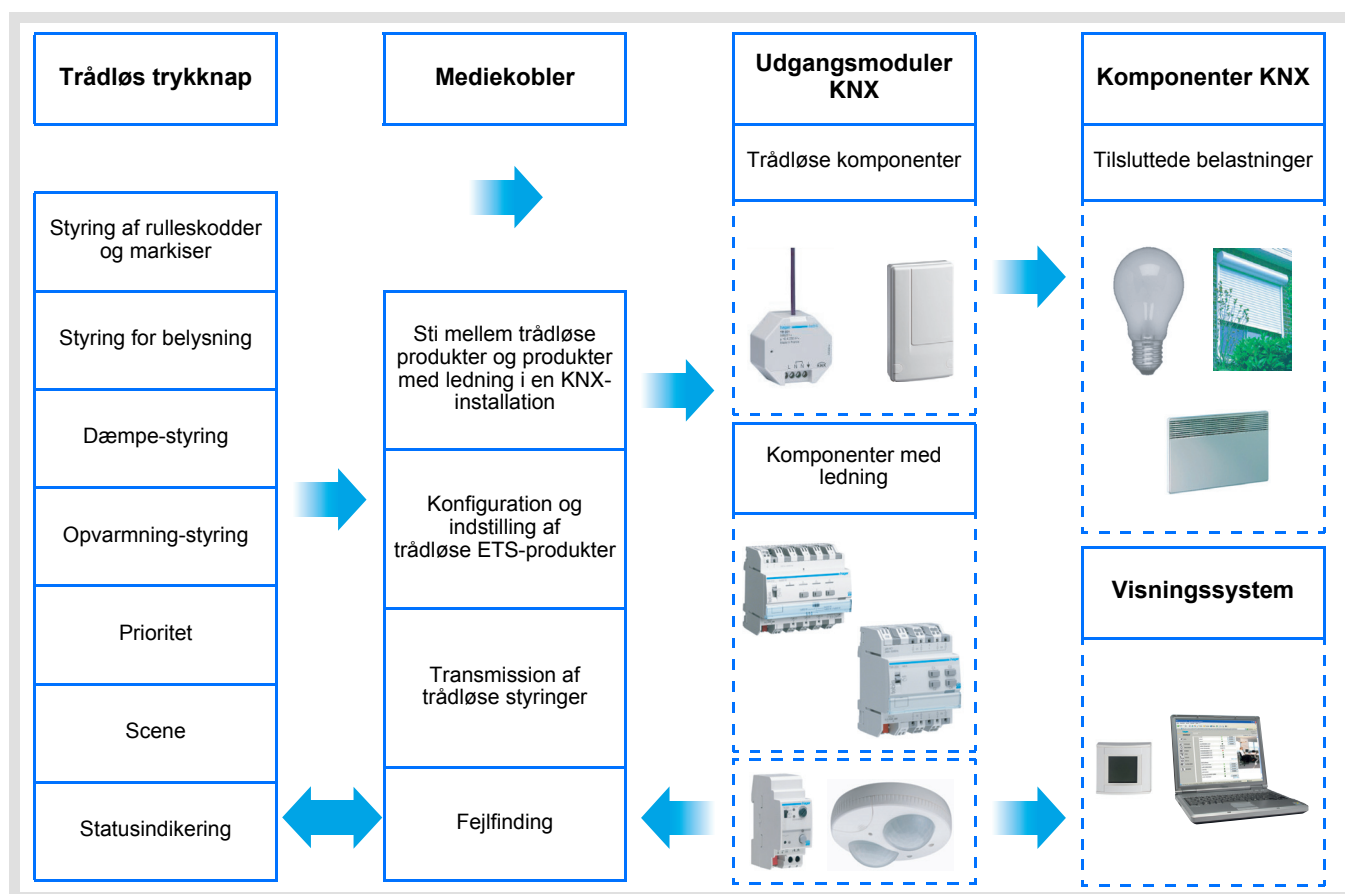 Trådløs trykknap
Styring af rulleskodder
og markiser
Styring for belysning
Dæmpe-styring
Opvarmning-styring
Prioritet
Scene
Statusindikering
Mediekobler
Sti mellem trådløse
produkter og produkter
med ledning i en KNX-
installation
Konfiguration og
indstilling af
trådløse ETS-produkter
Transmission af
trådløse styringer
Fejlfinding
Udgangsmoduler
KNX
Trådløse komponenter
Komponenter med
ledning
Komponenter KNX
Tilsluttede belastninger
Visningssystem